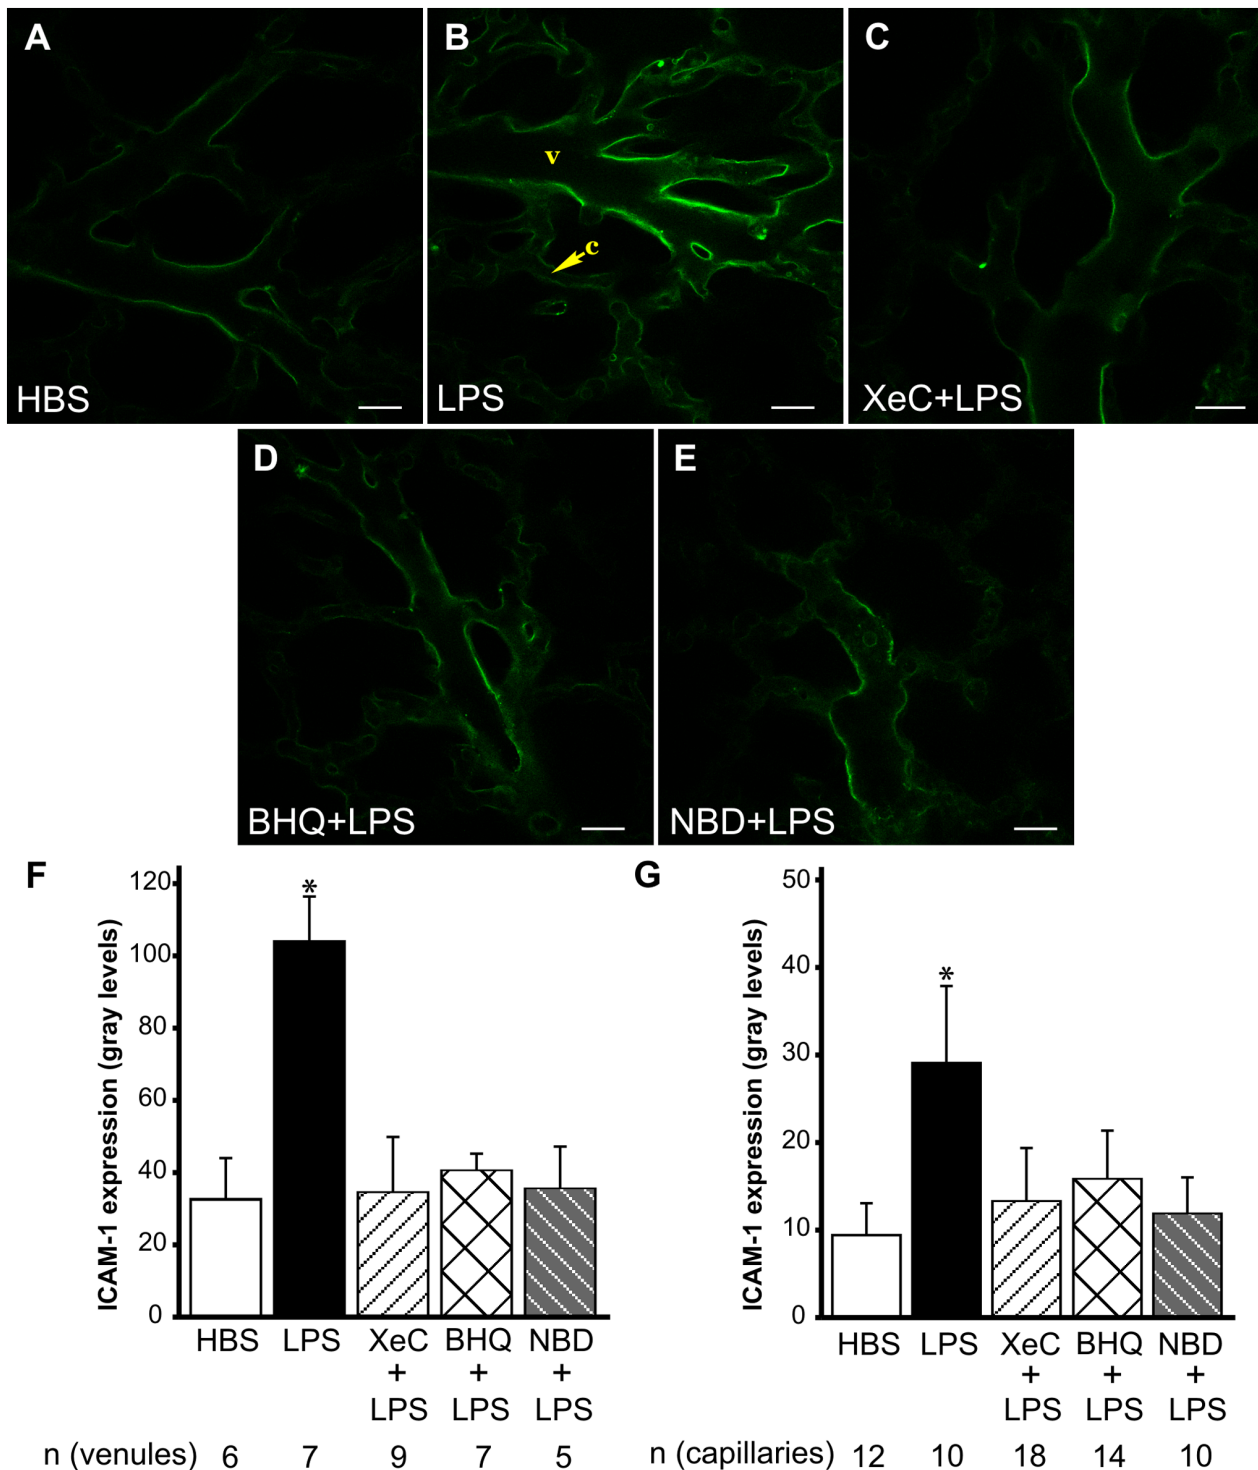 A
B
C
v
c
HBS
LPS
XeC+LPS
D
E
BHQ+LPS
NBD+LPS
F
ICAM-1 expression (gray levels)
120
100
80
60
40
20
0
*
HBS LPS XeC + LPS BHQ + LPS NBD + LPS
n (venules) 6 7 9 7 5
G
ICAM-1 expression (gray levels)
50
40
30
20
10
0
*
HBS LPS XeC + LPS BHQ + LPS NBD + LPS
n (capillaries) 12 10 18 14 10